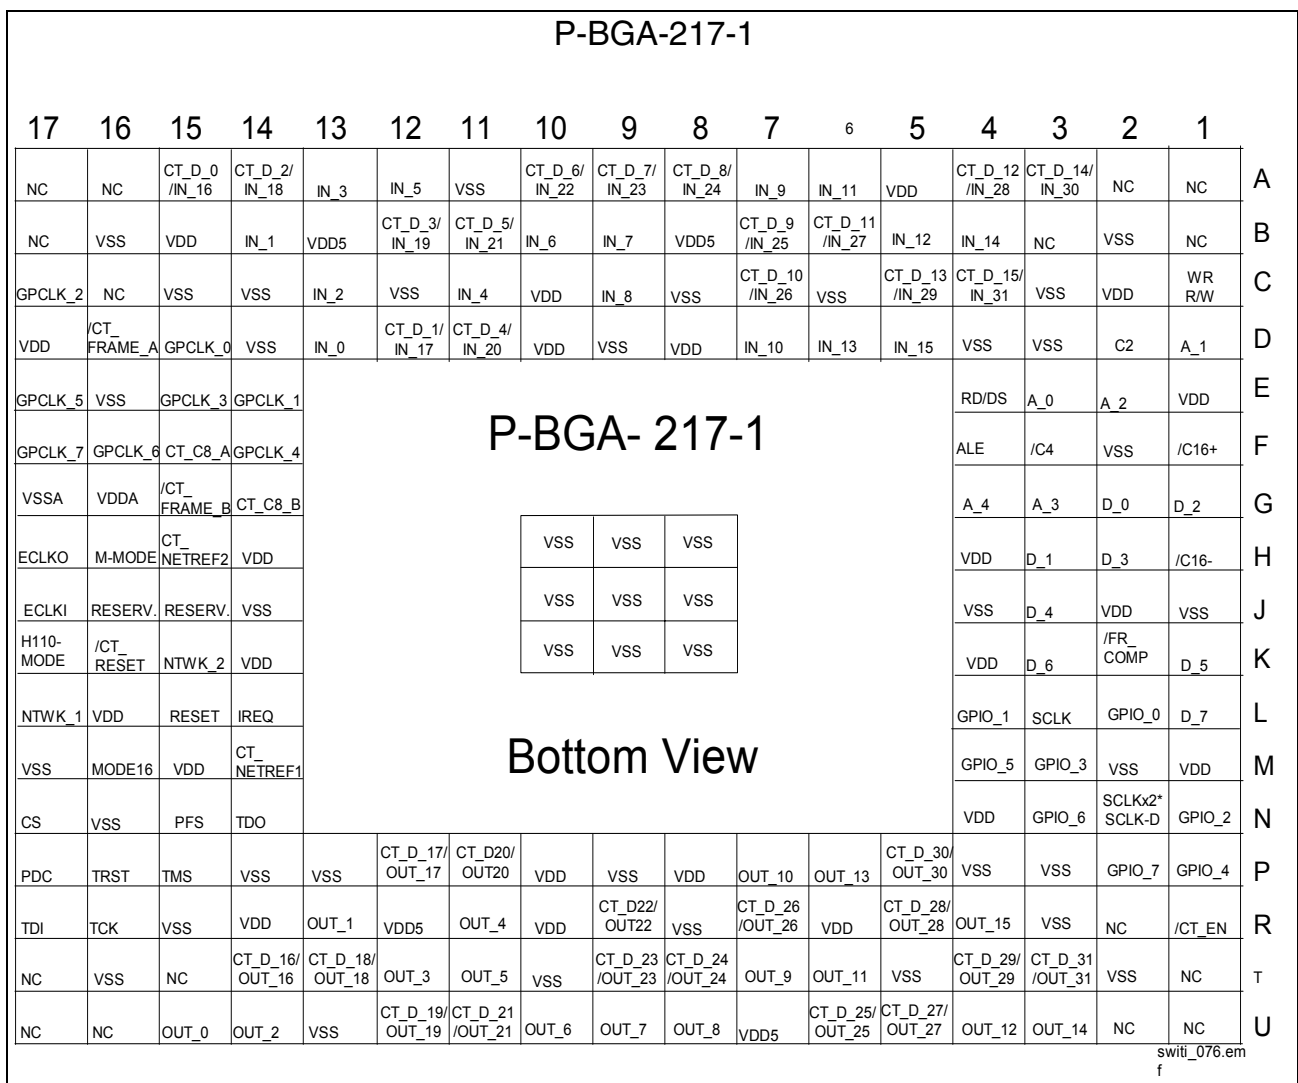 P-BGA-217-1
17 16 15 14 13 12 11 10 9 8 7 6 5 4 3 2 1
NC NC CT_D_0 /IN_16 CT_D_2/ IN_18 IN_3 IN_5 VSS CT_D_6/ IN_22 CT_D_7/ IN_23 CT_D_8/ IN_24 IN_9 IN_11 VDD CT_D_12 /IN_28 CT_D_14/ IN_30 NC NC A
NC VSS VDD IN_1 VDD5 CT_D_3/ IN_19 CT_D_5/ IN_21 IN_6 IN_7 VDD5 CT_D_9 /IN_25 CT_D_11 /IN_27 IN_12 IN_14 NC VSS NC B
GPCLK_2 NC VSS VSS IN_2 VSS IN_4 VDD IN_8 VSS CT_D_10 /IN_26 VSS CT_D_13 /IN_29 CT_D_15/ IN_31 VSS VDD WR R/W C
VDD /CT_ FRAME_A GPCLK_0 VSS IN_0 CT_D_1/ IN_17 CT_D_4/ IN_20 VDD VSS VDD IN_10 IN_13 IN_15 VSS VSS C2 A_1 D
GPCLK_5 VSS GPCLK_3 GPCLK_1 RD/DS A_0 A_2 VDD E
P-BGA- 217-1
GPCLK_7 GPCLK_6 CT_C8_A GPCLK_4 ALE /C4 VSS /C16+ F
VSSA VDDA /CT_ FRAME_B CT_C8_B A_4 A_3 D_0 D_2 G
ECLKO M-MODE CT_ NETREF2 VDD VSS VSS VSS VDD D_1 D_3 /C16- H
ECLKI RESERV. RESERV. VSS VSS VSS VSS VSS D_4 VDD VSS J
H110- MODE /CT_ RESET NTWK_2 VDD VSS VSS VSS VDD D_6 /FR_ COMP D_5 K
NTWK_1 VDD RESET IREQ GPIO_1 SCLK GPIO_0 D_7 L
Bottom View
VSS MODE16 VDD CT_ NETREF1 GPIO_5 GPIO_3 VSS VDD M
CS VSS PFS TDO VDD GPIO_6 SCLKx2* SCLK-D GPIO_2 N
PDC TRST TMS VSS VSS CT_D_17/ OUT_17 CT_D20/ OUT20 VDD VSS VDD OUT_10 OUT_13 CT_D_30/ OUT_30 VSS VSS GPIO_7 GPIO_4 P
TDI TCK VSS VDD OUT_1 VDD5 OUT_4 VDD CT_D22/ OUT22 VSS CT_D_26 /OUT_26 VDD CT_D_28/ OUT_28 OUT_15 VSS NC /CT_EN R
NC VSS NC CT_D_16/ OUT_16 CT_D_18/ OUT_18 OUT_3 OUT_5 VSS CT_D_23 /OUT_23 CT_D_24 /OUT_24 OUT_9 OUT_11 VSS CT_D_29/ OUT_29 CT_D_31 /OUT_31 VSS NC T
NC NC OUT_0 OUT_2 VSS CT_D_19/ OUT_19 CT_D_21 /OUT_21 OUT_6 OUT_7 OUT_8 VDD5 CT_D_25/ OUT_25 CT_D_27/ OUT_27 OUT_12 OUT_14 NC NC U
switi_076.em
f